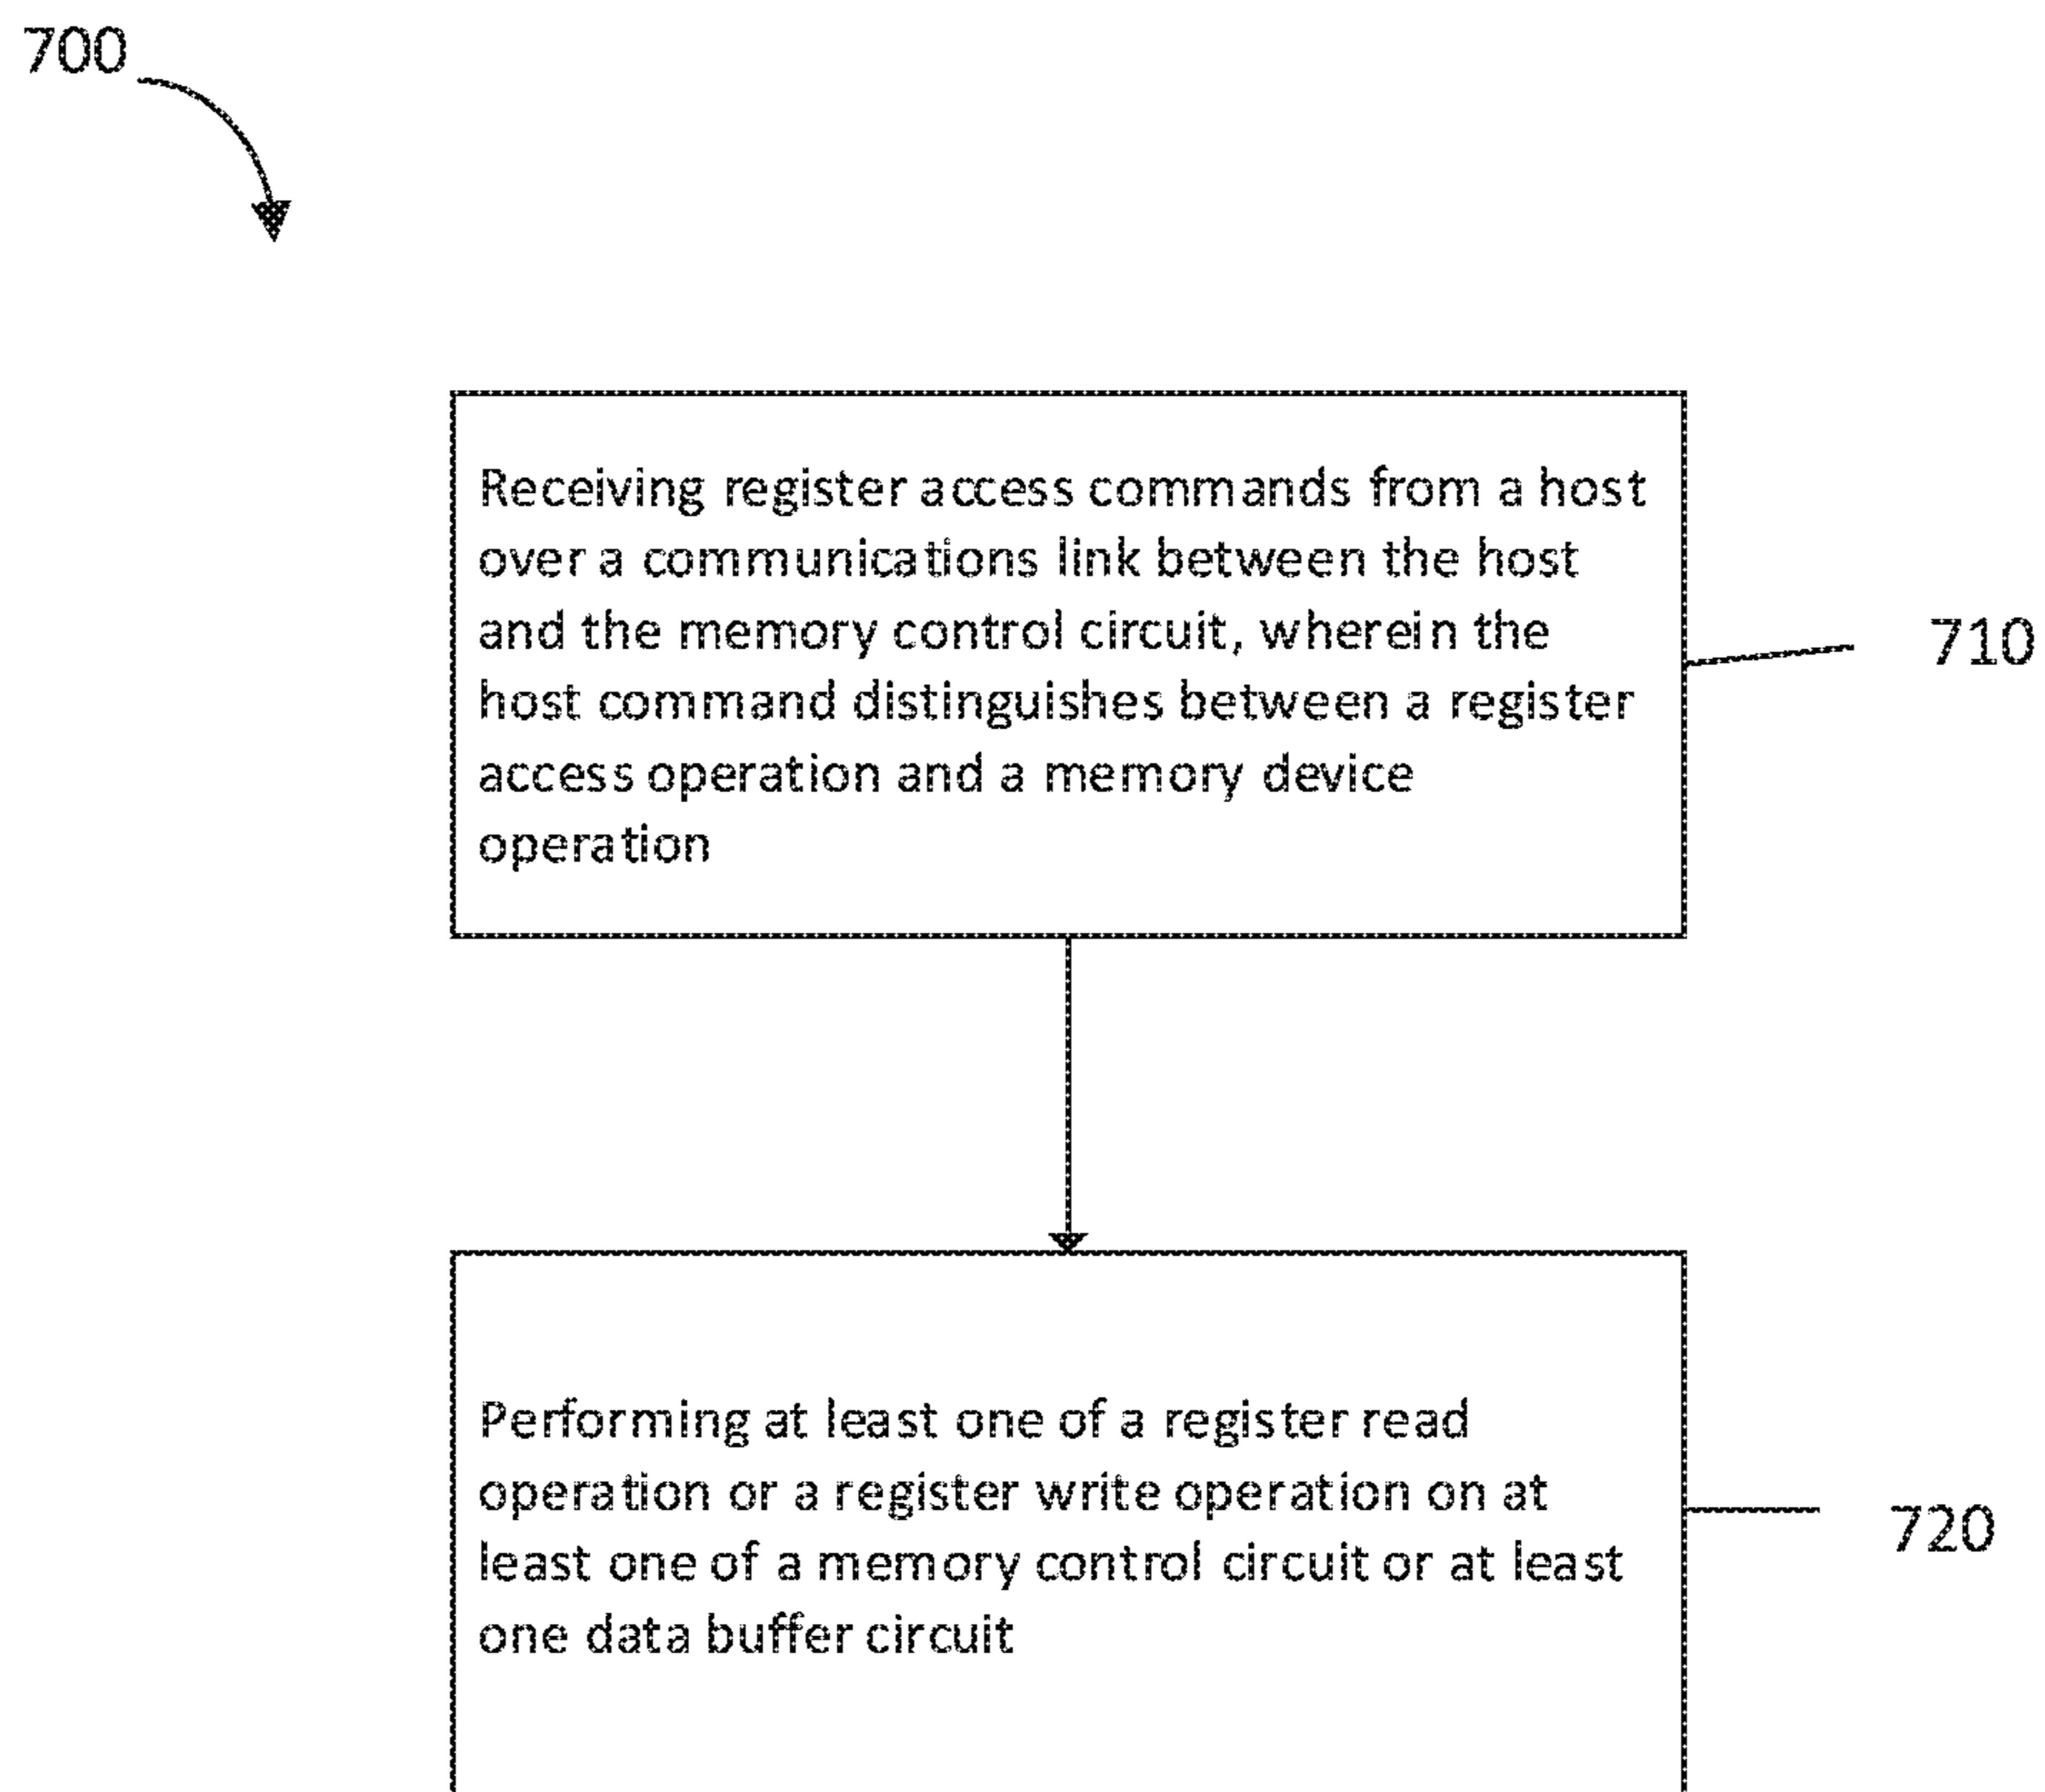 700
Receiving register access commands from a host
over a communications link between the host
and the memory control circuit, wherein the
host command distinguishes between a register
access operation and a memory device
operation
710
Performing at least one of a register read
operation or a register write operation on at
least one of a memory control circuit or at least
one data buffer circuit
720